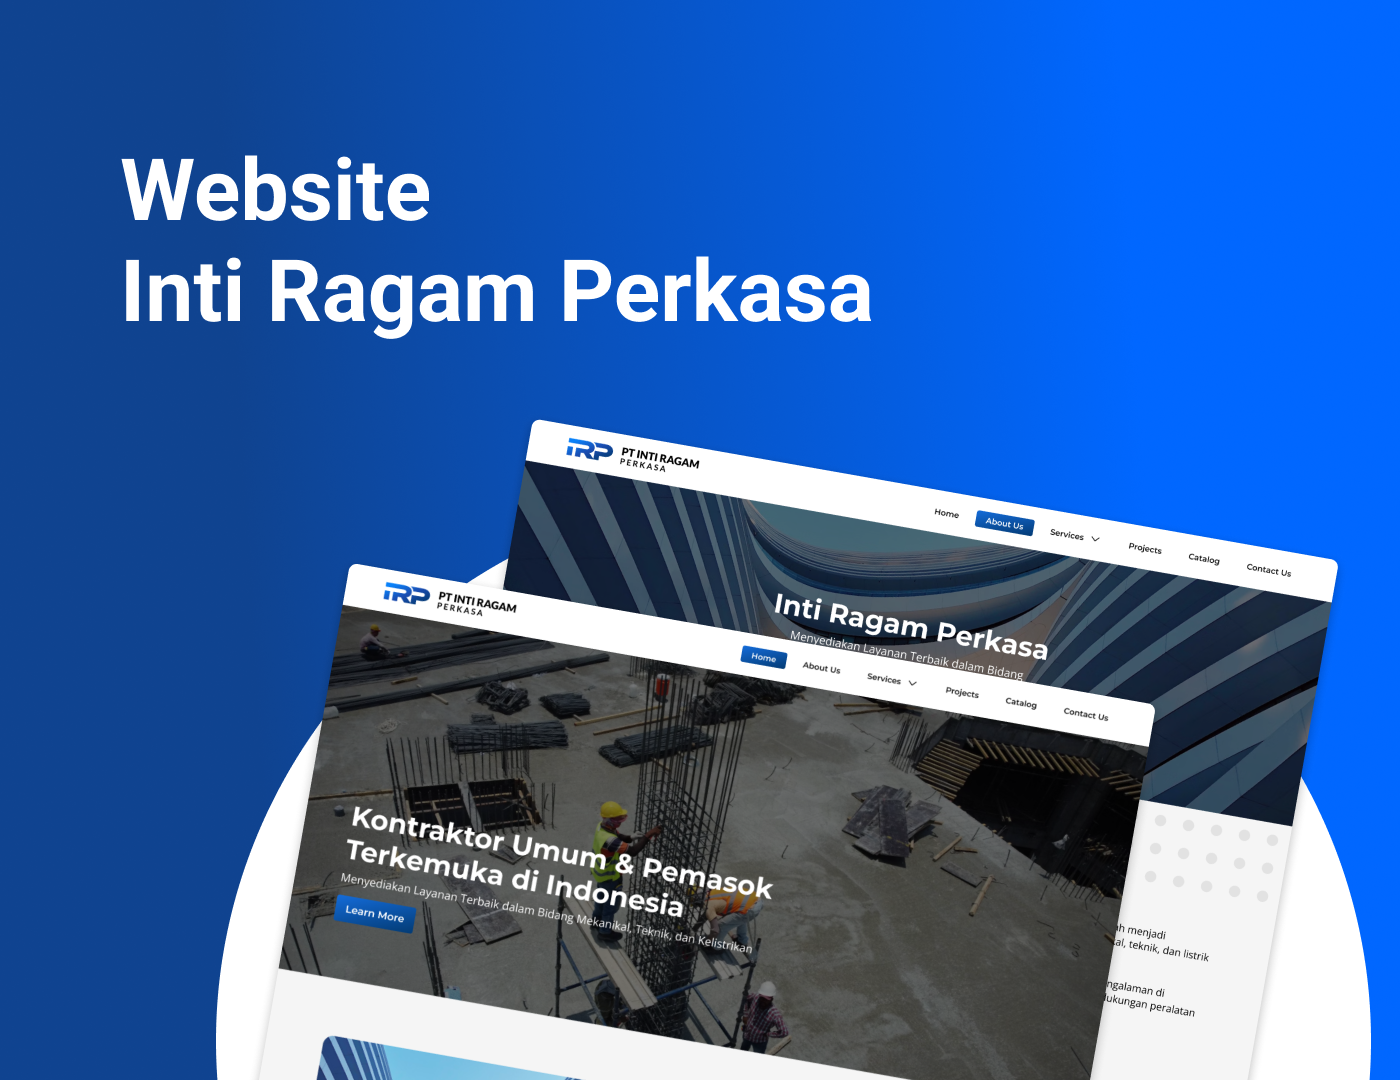 Website
Inti Ragam Perkasa
IRP
PT INTI RAGAM
PERKASA
Home
About Us
Services
Projects
Catalog
Contact Us
Inti Ragam Perkasa
Menyediakan Layanan Terbaik dalam Bidang
IRP
PT INTI RAGAM
PERKASA
Home
About Us
Services
Projects
Catalog
Contact Us
Kontraktor Umum & Pemasok
Terkemuka di Indonesia
Menyediakan Layanan Terbaik dalam Bidang Mekanikal, Teknik, dan Kelistrikan
Learn More
menjadi
teknik, dan listrik
di
peralatan